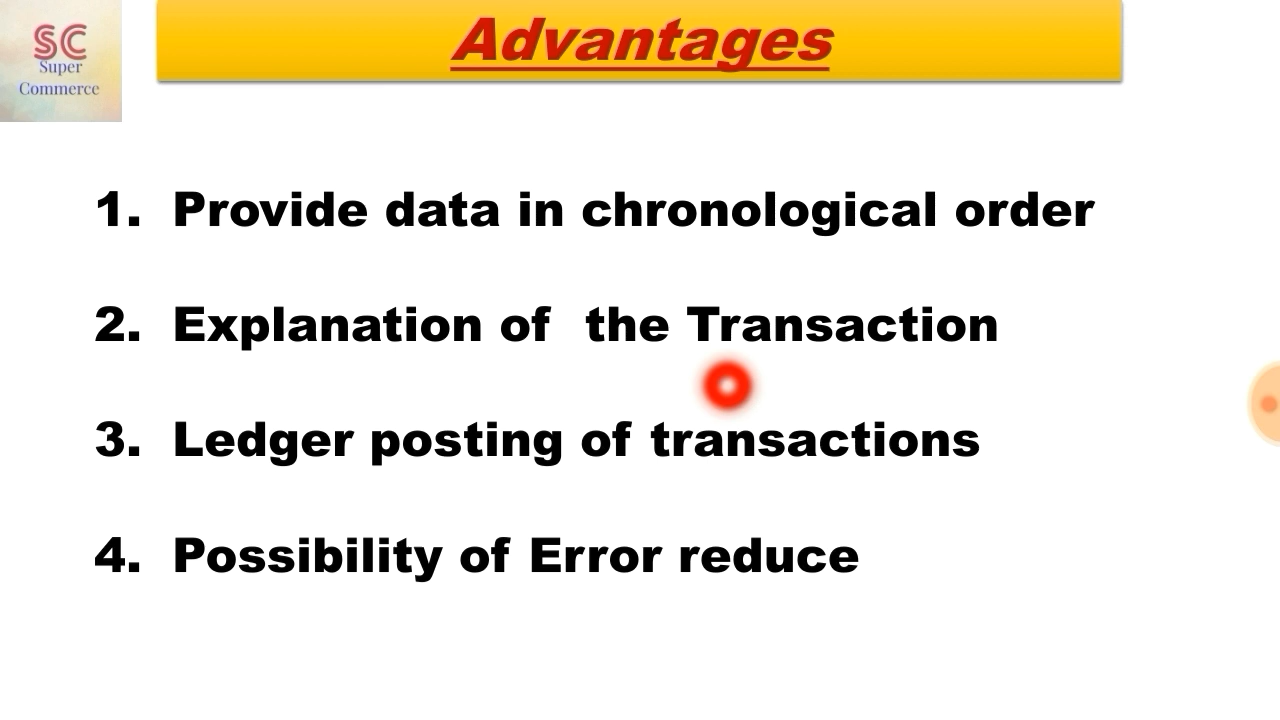 SC
Super
Commerce
Advantages
1. Provide data in chronological order
2. Explanation of  the Transaction
3. Ledger posting of transactions
4. Possibility of Error reduce